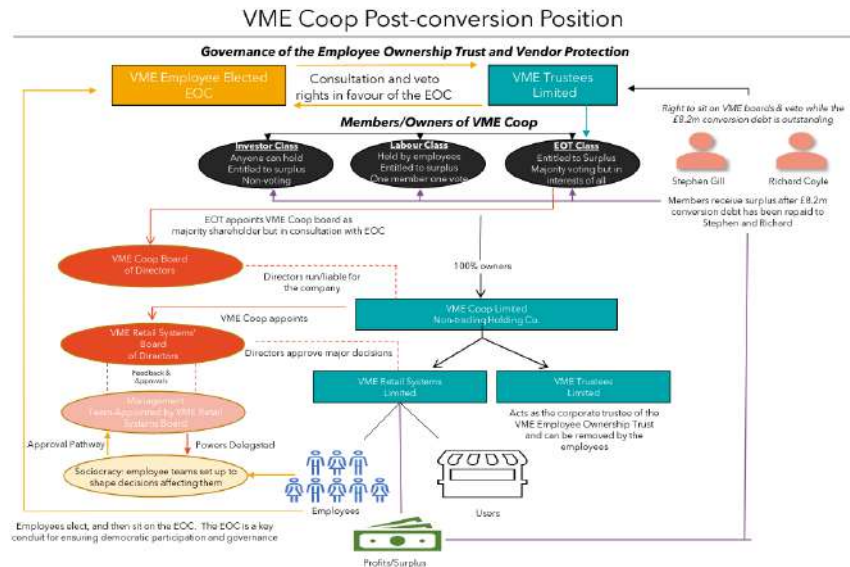 VME Coop Post-conversion Position
Governance of the Employee Ownership Trust and Vendor Protection
VME Employee Elected
EOC
Consultation and veto
rights in favour of the EOC
VME Trustees
Limited
Right to sit on VME boards & veto while the
£8.2m conversion debt is outstanding
Stephen Gill
Richard Coyle
Members/Owners of VME Coop
Investor Class
Anyone can hold
Entitled to surplus
Non-voting
Labour Class
Held by employees
Entitled to surplus
One member one vote
EOT Class
Entitled to Surplus
Majority voting but in
interests of all
Members receive surplus after £8.2m
conversion debt has been repaid to
Stephen and Richard
EOT appoints VME Coop board as
majority shareholder but in consultation with EOC
VME Coop Board
of Directors
Directors run/liable for
the company
100% owners
VME Coop Limited
Non-trading Holding Co.
VME Coop appoints
VME Retail Systems'
Board
of Directors
Directors approve major decisions
Feedback &
Approvals
VME Retail Systems
Limited
VME Trustees
Limited
Management
Team Appointed by VME Retail
Systems Board
Acts as the corporate trustee of the
VME Employee Ownership Trust
and can be removed by the
employees
Approval Pathway
Powers Delegated
Sociocracy: employee teams set up to
shape decisions affecting them
Employees
Users
Employees elect, and then sit on the EOC. The EOC is a key
conduit for ensuring democratic participation and governance
Profits/Surplus